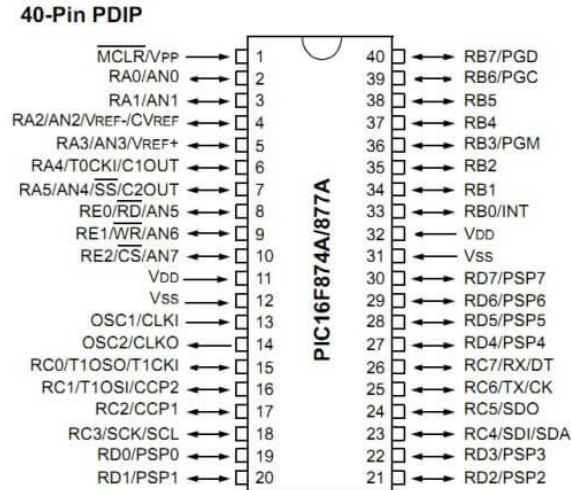 40-Pin PDIP
MCLR/VPP 1 40 RB7/PGD
RA0/AN0 2 39 RB6/PGC
RA1/AN1 3 38 RB5
RA2/AN2/VREF-/CVREF 4 37 RB4
RA3/AN3/VREF+ 5 36 RB3/PGM
RA4/T0CKI/C1OUT 6 35 RB2
RA5/AN4/SS/C2OUT 7 34 RB1
RE0/RD/AN5 8 33 RB0/INT
RE1/WR/AN6 9 32 VDD
RE2/CS/AN7 10 31 VSS
VDD 11 30 RD7/PSP7
VSS 12 29 RD6/PSP6
OSC1/CLKI 13 28 RD5/PSP5
OSC2/CLKO 14 27 RD4/PSP4
RC0/T1OSO/T1CKI 15 26 RC7/RX/DT
RC1/T1OSI/CCP2 16 25 RC6/TX/CK
RC2/CCP1 17 24 RC5/SDO
RC3/SCK/SCL 18 23 RC4/SDI/SDA
RD0/PSP0 19 22 RD3/PSP3
RD1/PSP1 20 21 RD2/PSP2
PIC16F874A/877A